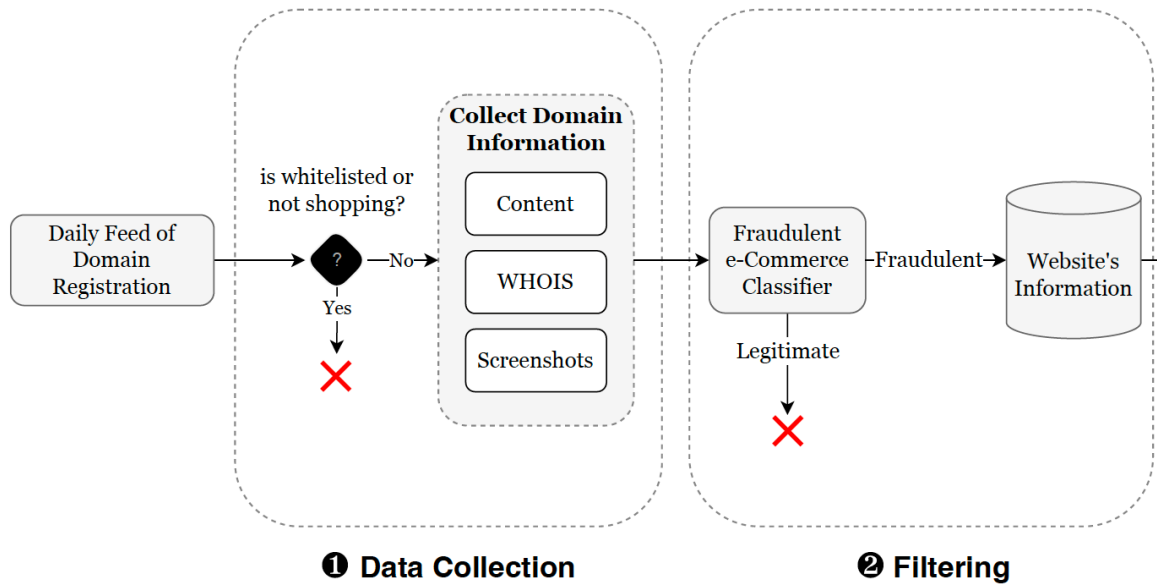 Daily Feed of
Domain
Registration
is whitelisted or
not shopping?
?
No
Yes
Collect Domain
Information
Content
WHOIS
Screenshots
Fraudulent
e-Commerce
Classifier
Fraudulent
Legitimate
Website's
Information
❶ Data Collection
❷ Filtering